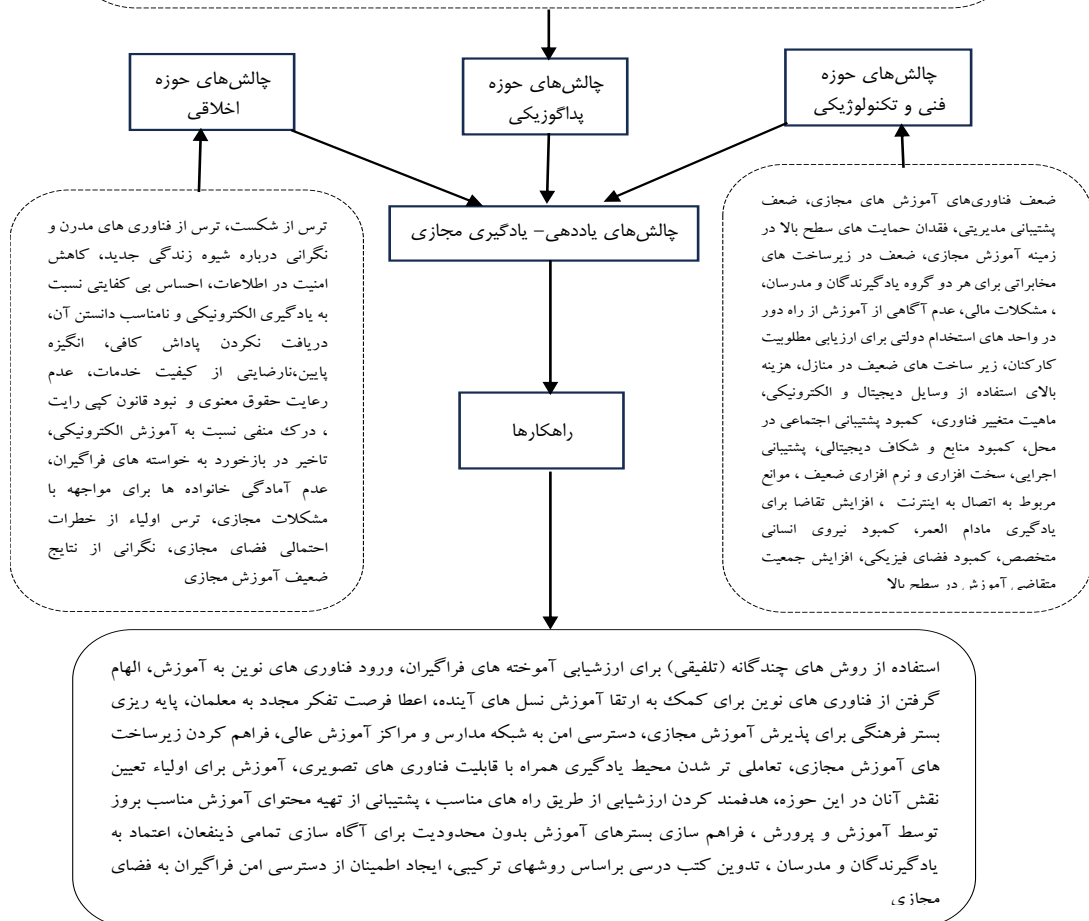 چالش‌های حوزه
فنی و تکنولوژیکی
چالش‌های حوزه
پداگوزیکی
چالش‌های حوزه
اخلاقی
ضعف فناوری‌های آموزش های مجازی، ضعف
پشتیبانی مدیریتی، فقدان حمایت های سطح بالا در
زمینه آموزش مجازی، ضعف در زیرساخت های
مخابراتی برای هر دو گروه یادگیرندگان و مدرسان،
، مشکلات مالی، عدم آگاهی از آموزش از راه دور
در واحد های استخدام دولتی برای ارزیابی مطلوبیت
کارکنان، زیر ساخت های ضعیف در منازل، هزینه
بالای استفاده از وسایل دیجیتال و الکترونیکی،
ماهیت متغییر فناوری، کمبود پشتیبانی اجتماعی در
محل، کمبود منابع و شکاف دیجیتالی، پشتیبانی
اجرایی، سخت افزاری و نرم افزاری ضعیف ، موانع
مربوط به اتصال به اینترنت ، افزایش تقاضا برای
یادگیری مادام العمر، کمبود نیروی انسانی
متخصص، کمبود فضای فیزیکی، افزایش جمعیت
متقاضی آموزش در سطح بالا
ترس از شکست، ترس از فناوری های مدرن و
نگرانی درباره شیوه زندگی جدید، کاهش
امنیت در اطلاعات، احساس بی کفایتی نسبت
به یادگیری الکترونیکی و نامناسب دانستن آن،
دریافت نکردن پاداش کافی، انگیزه
پایین،نارضایتی از کیفیت خدمات، عدم
رعایت حقوق معنوی و نبود قانون کپی رایت
، درک منفی نسبت به آموزش الکترونیکی،
تاخیر در بازخورد به خواسته های فراگیران،
عدم آمادگی خانواده ها برای مواجهه با
مشکلات مجازی، ترس اولیاء از خطرات
احتمالی فضای مجازی، نگرانی از نتایج
ضعیف آموزش مجازی
چالش‌های یاددهی– یادگیری مجازی
راهکارها
استفاده از روش های چندگانه (تلفیقی) برای ارزشیابی آموخته های فراگیران، ورود فناوری های نوین به آموزش، الهام
گرفتن از فناوری های نوین برای کمک به ارتقا آموزش نسل های آینده، اعطا فرصت تفکر مجدد به معلمان، پایه ریزی
بستر فرهنگی برای پذیرش آموزش مجازی، دسترسی امن به شبکه مدارس و مراکز آموزش عالی، فراهم کردن زیرساخت
های آموزش مجازی، تعاملی تر شدن محیط یادگیری همراه با قابلیت فناوری های تصویری، آموزش برای اولیاء تعیین
نقش آنان در این حوزه، هدفمند کردن ارزشیابی از طریق راه های مناسب ، پشتیبانی از تهیه محتوای آموزش مناسب بروز
توسط آموزش و پرورش ، فراهم سازی بسترهای آموزش بدون محدودیت برای آگاه سازی تمامی ذینفعان، اعتماد به
یادگیرندگان و مدرسان ، تدوین کتب درسی براساس روشهای ترکیبی، ایجاد اطمینان از دسترسی امن فراگیران به فضای
مجازی